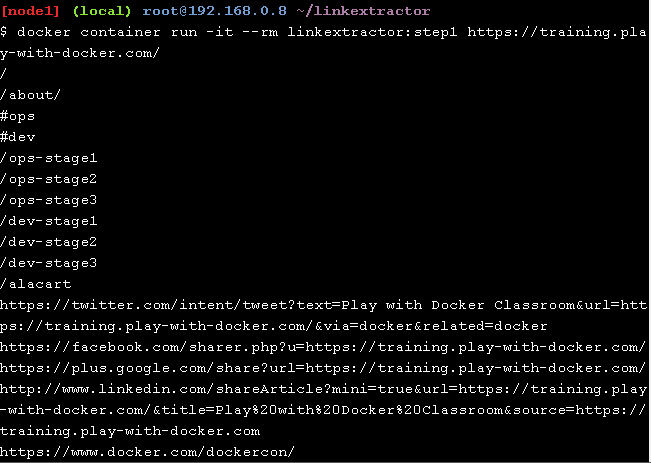 [node1] (local) root@192.168.0.8 ~/linkextractor
$ docker container run -it --rm linkextractor:step1 https://training.pla
y-with-docker.com/
/
/about/
#ops
#dev
/ops-stage1
/ops-stage2
/ops-stage3
/dev-stage1
/dev-stage2
/dev-stage3
/alacart
https://twitter.com/intent/tweet?text=Play with Docker Classroom&url=htt
ps://training.play-with-docker.com/&via=docker&related=docker
https://facebook.com/sharer.php?u=https://training.play-with-docker.com/
https://plus.google.com/share?url=https://training.play-with-docker.com/
http://www.linkedin.com/shareArticle?mini=true&url=https://training.play
-with-docker.com/&title=Play%20with%20Docker%20Classroom&source=https://
training.play-with-docker.com
https://www.docker.com/dockercon/